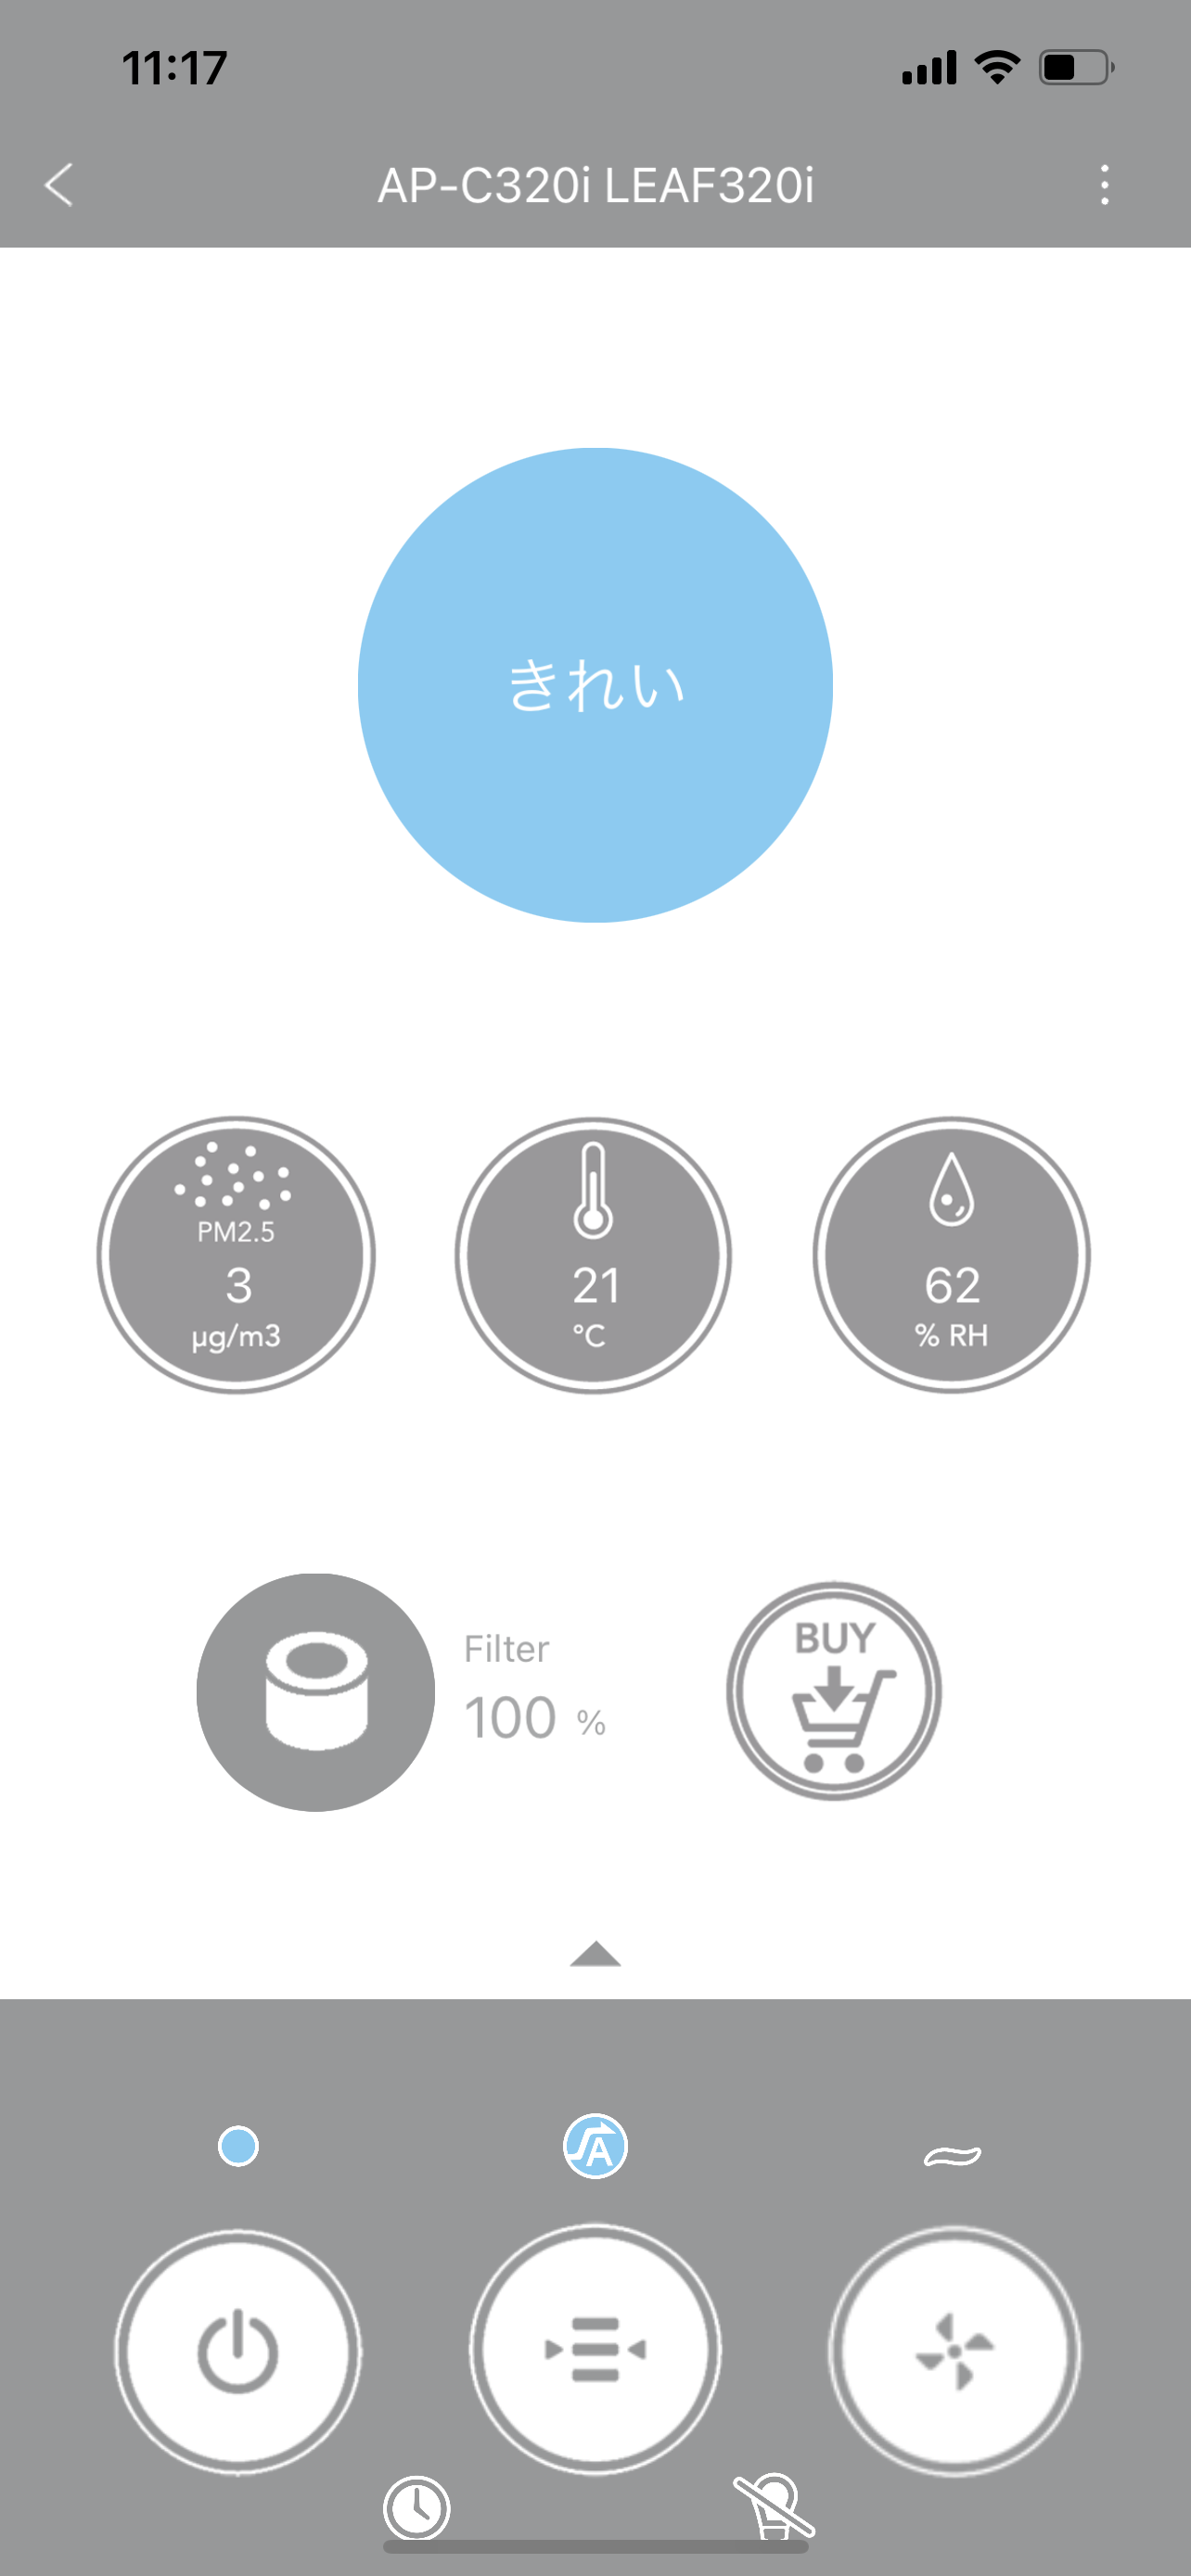 11:17
AP-C320i LEAF320i
きれい
PM2.5
3
µg/m3
21
°C
62
% RH
Filter
100 %
BUY
A